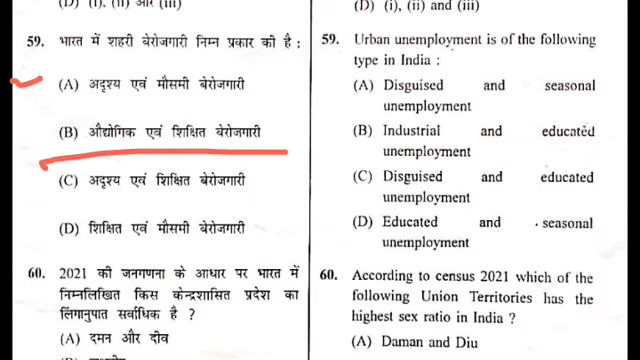 (D) (i), (ii) और (iii)
59. भारत में शहरी बेरोजगारी निम्न प्रकार की है :
(A) अदृश्य एवं मौसमी बेरोजगारी
(B) औद्योगिक एवं शिक्षित बेरोजगारी
(C) अदृश्य एवं शिक्षित बेरोजगारी
(D) शिक्षित एवं मौसमी बेरोजगारी
60. 2021 की जनगणना के आधार पर भारत में
निम्नलिखित किस केन्द्रशासित प्रदेश का
लिंगानुपात सर्वाधिक है ?
(A) दमन और दीव
(D) (i), (ii) and (iii)
59. Urban unemployment is of the following
type in India :
(A) Disguised and seasonal
unemployment
(B) Industrial and educated
unemployment
(C) Disguised and educated
unemployment
(D) Educated and seasonal
unemployment
60. According to census 2021 which of the
following Union Territories has the
highest sex ratio in India ?
(A) Daman and Diu